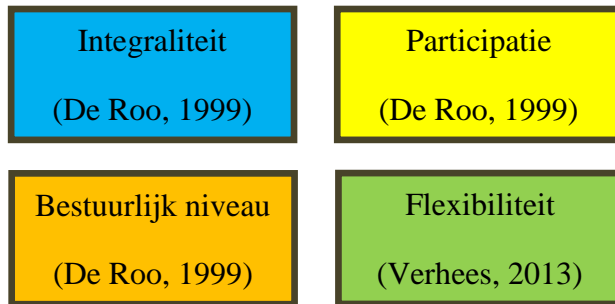 Integraliteit
(De Roo, 1999)
Participatie
(De Roo, 1999)
Bestuurlijk niveau
(De Roo, 1999)
Flexibiliteit
(Verhees, 2013)